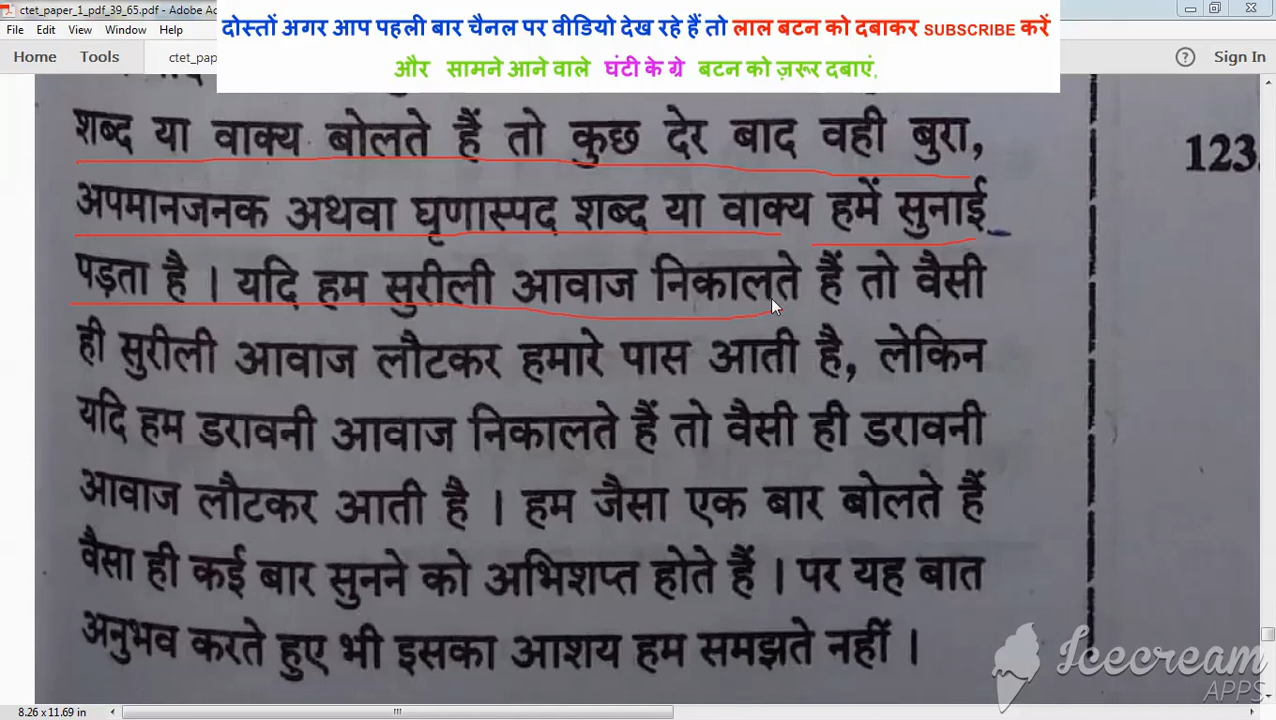 ctet_paper_1_pdf_39_65.pdf - Adobe Ac
दोस्तों अगर आप पहली बार चैनल पर वीडियो देख रहे हैं तो लाल बटन को दबाकर SUBSCRIBE करें
File Edit View Window Help
और सामने आने वाले घंटी के ग्रे बटन को ज़रूर दबाएं,
Home Tools ctet_pa Sign In
शब्द या वाक्य बोलते हैं तो कुछ देर बाद वही बुरा,
123.
अपमानजनक अथवा घृणास्पद शब्द या वाक्य हमें सुनाई
पड़ता है । यदि हम सुरीली आवाज निकालते हैं तो वैसी
ही सुरीली आवाज लौटकर हमारे पास आती है, लेकिन
यदि हम डरावनी आवाज निकालते हैं तो वैसी ही डरावनी
आवाज लौटकर आती है । हम जैसा एक बार बोलते हैं
वैसा ही कई बार सुनने को अभिशप्त होते हैं । पर यह बात
अनुभव करते हुए भी इसका आशय हम समझते नहीं ।
Icecream
APPS
8.26 x 11.69 in